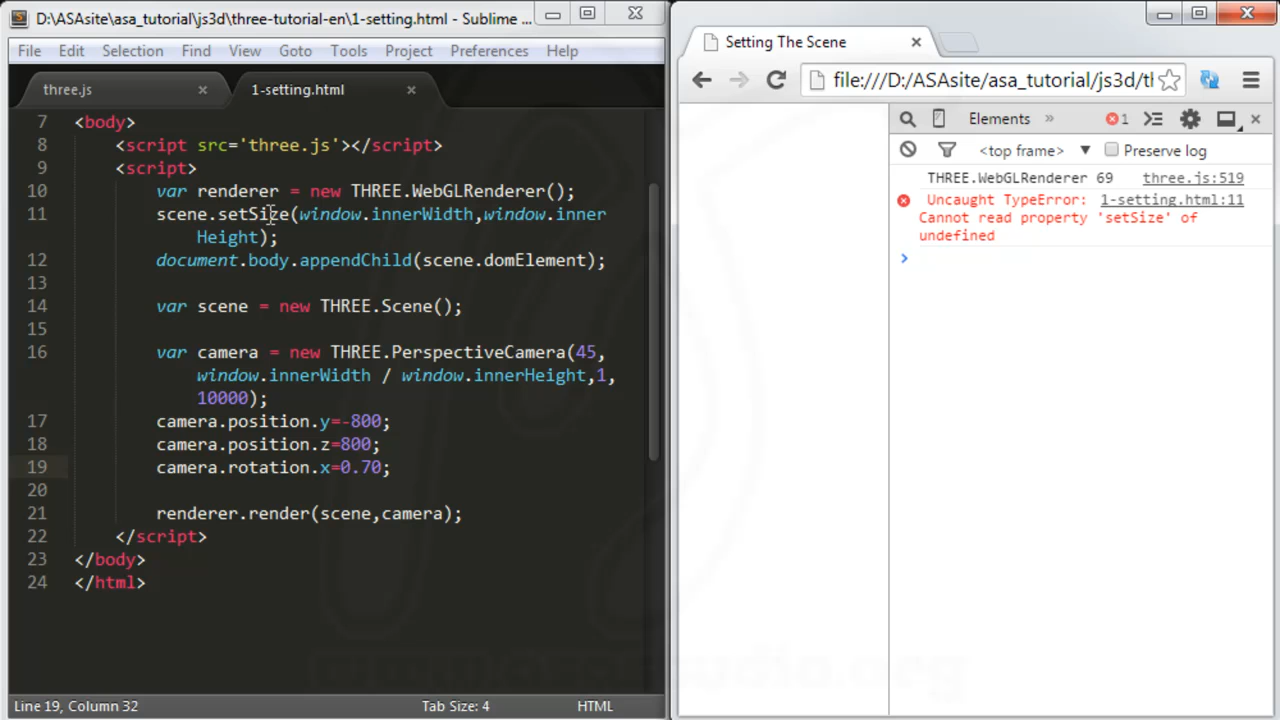 D:\ASAsite\asa_tutorial\js3d\three-tutorial-en\1-setting.html - Sublime ...
File Edit Selection Find View Goto Tools Project Preferences Help
three.js × 1-setting.html ×
7 <body>
8 <script src='three.js'></script>
9 <script>
10 var renderer = new THREE.WebGLRenderer();
11 scene.setSize(window.innerWidth,window.inner
Height);
12 document.body.appendChild(scene.domElement);
13
14 var scene = new THREE.Scene();
15
16 var camera = new THREE.PerspectiveCamera(45,
window.innerWidth / window.innerHeight,1,
10000);
17 camera.position.y=-800;
18 camera.position.z=800;
19 camera.rotation.x=0.70;
20
21 renderer.render(scene,camera);
22 </script>
23 </body>
24 </html>
Line 19, Column 32 Tab Size: 4 HTML
Setting The Scene ×
file:///D:/ASAsite/asa_tutorial/js3d/tl
Elements » 1 ×
<top frame> ▼ Preserve log
THREE.WebGLRenderer 69 three.js:519
Uncaught TypeError: 1-setting.html:11
Cannot read property 'setSize' of
undefined
>